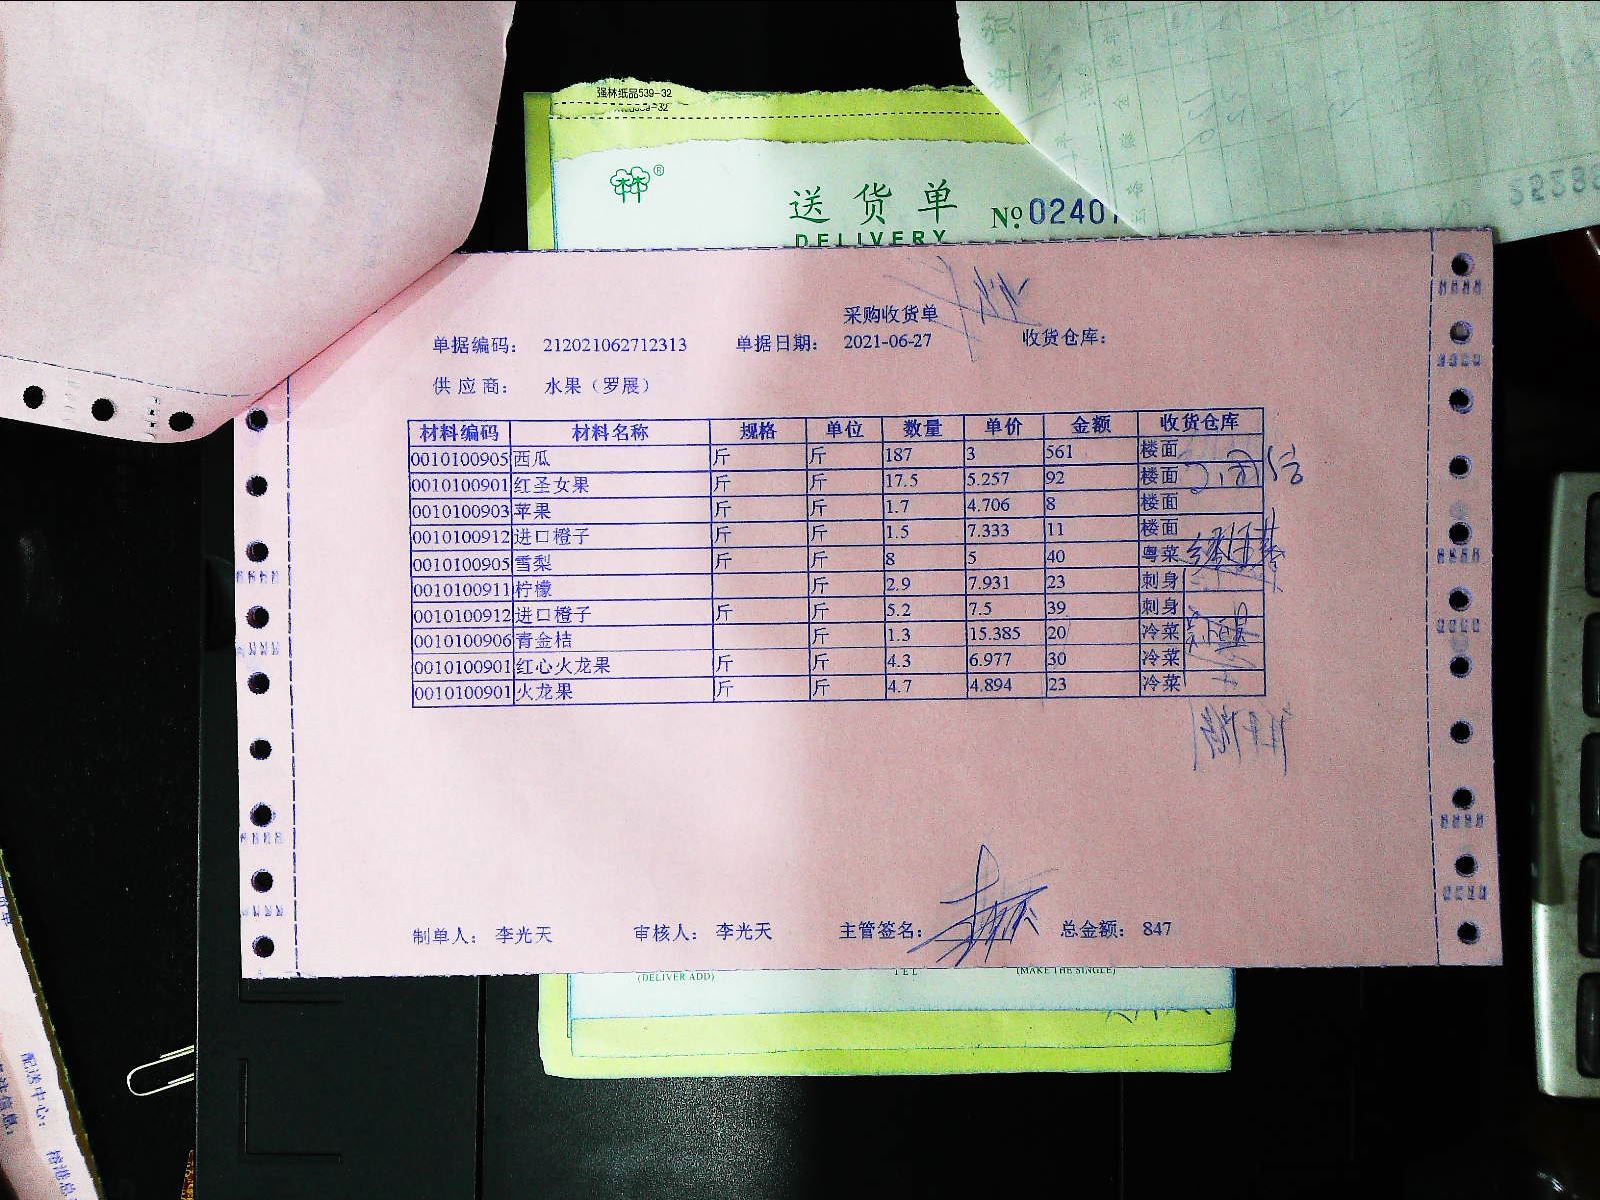 强林纸品539-32
送货单
No 02407
DELIVERY
采购收货单
单据编码: 212021062712313 单据日期: 2021-06-27 收货仓库:
供应商: 水果（罗展）
材料编码 材料名称 规格 单位 数量 单价 金额 收货仓库
0010100905 西瓜 斤 斤 187 3 561 楼面
0010100901 红圣女果 斤 斤 17.5 5.257 92 楼面
0010100903 苹果 斤 斤 1.7 4.706 8 楼面
0010100912 进口橙子 斤 斤 1.5 7.333 11 楼面
0010100905 雪梨 斤 斤 8 5 40 粤菜
0010100911 柠檬 斤 2.9 7.931 23 刺身
0010100912 进口橙子 斤 斤 5.2 7.5 39 刺身
0010100906 青金桔 斤 1.3 15.385 20 冷菜
0010100901 红心火龙果 斤 斤 4.3 6.977 30 冷菜
0010100901 火龙果 斤 斤 4.7 4.894 23 冷菜
制单人: 李光天 审核人: 李光天 主管签名: 总金额: 847
(DELIVER ADD) TEL (MAKE THE SINGLE)
配送中心: